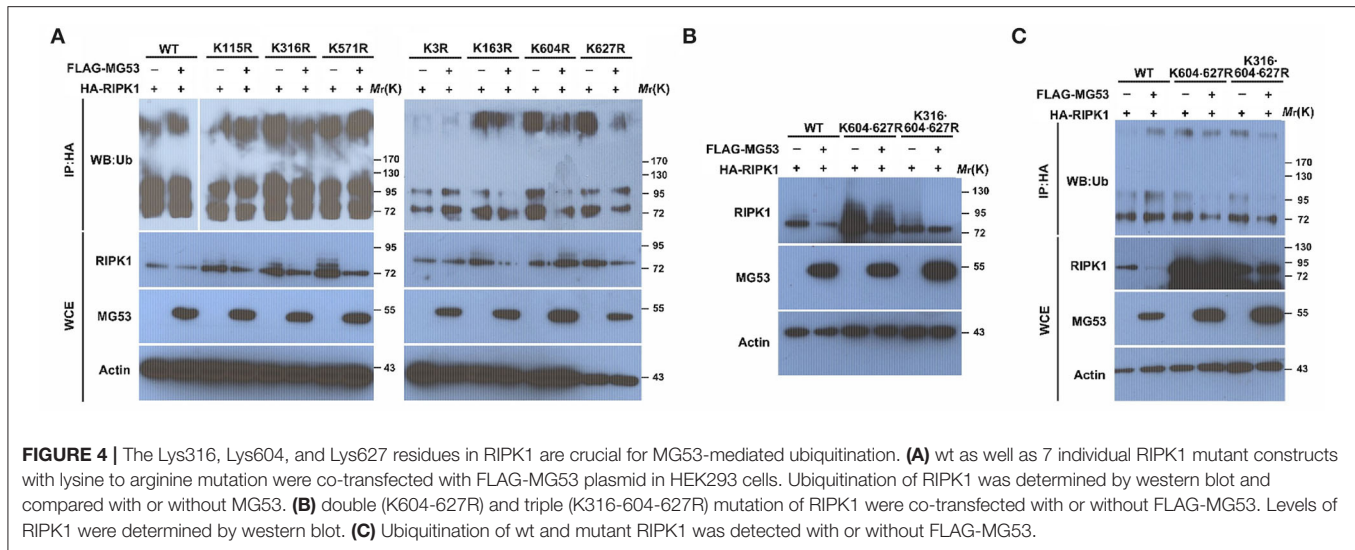 A
WT K115R K316R K571R K3R K163R K604R K627R
FLAG-MG53 − + − + − + − + − + − + − + − +
HA-RIPK1 + + + + + + + + Mr(K) + + + + + + + + Mr(K)
IP:HA
WB:Ub
170
130
95
72
170
130
95
72
WCE
RIPK1
95
72
95
72
MG53
55
55
Actin
43
43
B
WT K604-627R K316-
604-627R
FLAG-MG53 − + − + − +
HA-RIPK1 + + + + + + Mr(K)
RIPK1
130
95
72
MG53
55
Actin
43
C
WT K604-627R K316-
604-627R
FLAG-MG53 − + − + − +
HA-RIPK1 + + + + + + Mr(K)
IP:HA
WB:Ub
170
130
95
72
WCE
RIPK1
130
95
72
MG53
55
Actin
43
FIGURE 4 | The Lys316, Lys604, and Lys627 residues in RIPK1 are crucial for MG53-mediated ubiquitination. (A) wt as well as 7 individual RIPK1 mutant constructs
with lysine to arginine mutation were co-transfected with FLAG-MG53 plasmid in HEK293 cells. Ubiquitination of RIPK1 was determined by western blot and
compared with or without MG53. (B) double (K604-627R) and triple (K316-604-627R) mutation of RIPK1 were co-transfected with or without FLAG-MG53. Levels of
RIPK1 were determined by western blot. (C) Ubiquitination of wt and mutant RIPK1 was detected with or without FLAG-MG53.